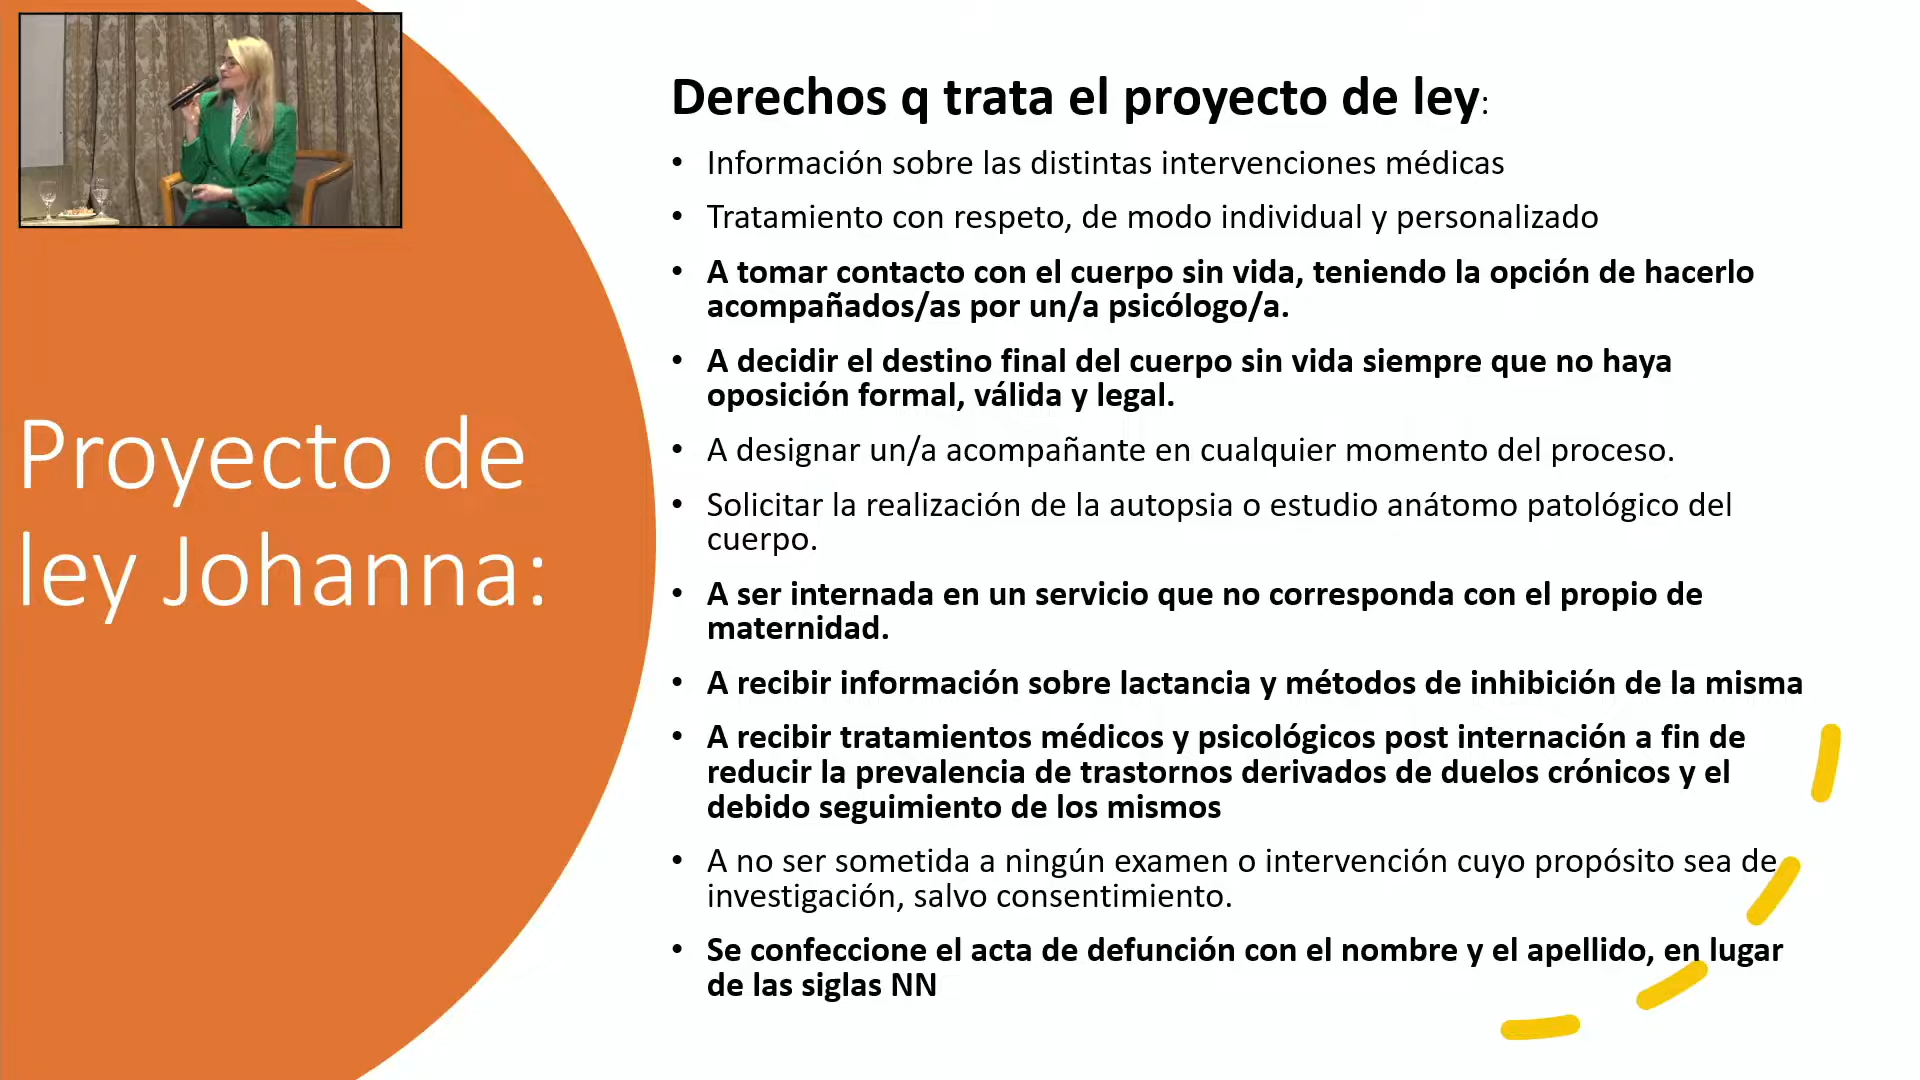 Proyecto de
ley Johanna:
Derechos q trata el proyecto de ley:
• Información sobre las distintas intervenciones médicas
• Tratamiento con respeto, de modo individual y personalizado
• A tomar contacto con el cuerpo sin vida, teniendo la opción de hacerlo
acompañados/as por un/a psicólogo/a.
• A decidir el destino final del cuerpo sin vida siempre que no haya
oposición formal, válida y legal.
• A designar un/a acompañante en cualquier momento del proceso.
• Solicitar la realización de la autopsia o estudio anátomo patológico del
cuerpo.
• A ser internada en un servicio que no corresponda con el propio de
maternidad.
• A recibir información sobre lactancia y métodos de inhibición de la misma
• A recibir tratamientos médicos y psicológicos post internación a fin de
reducir la prevalencia de trastornos derivados de duelos crónicos y el
debido seguimiento de los mismos
• A no ser sometida a ningún examen o intervención cuyo propósito sea de
investigación, salvo consentimiento.
• Se confeccione el acta de defunción con el nombre y el apellido, en lugar
de las siglas NN